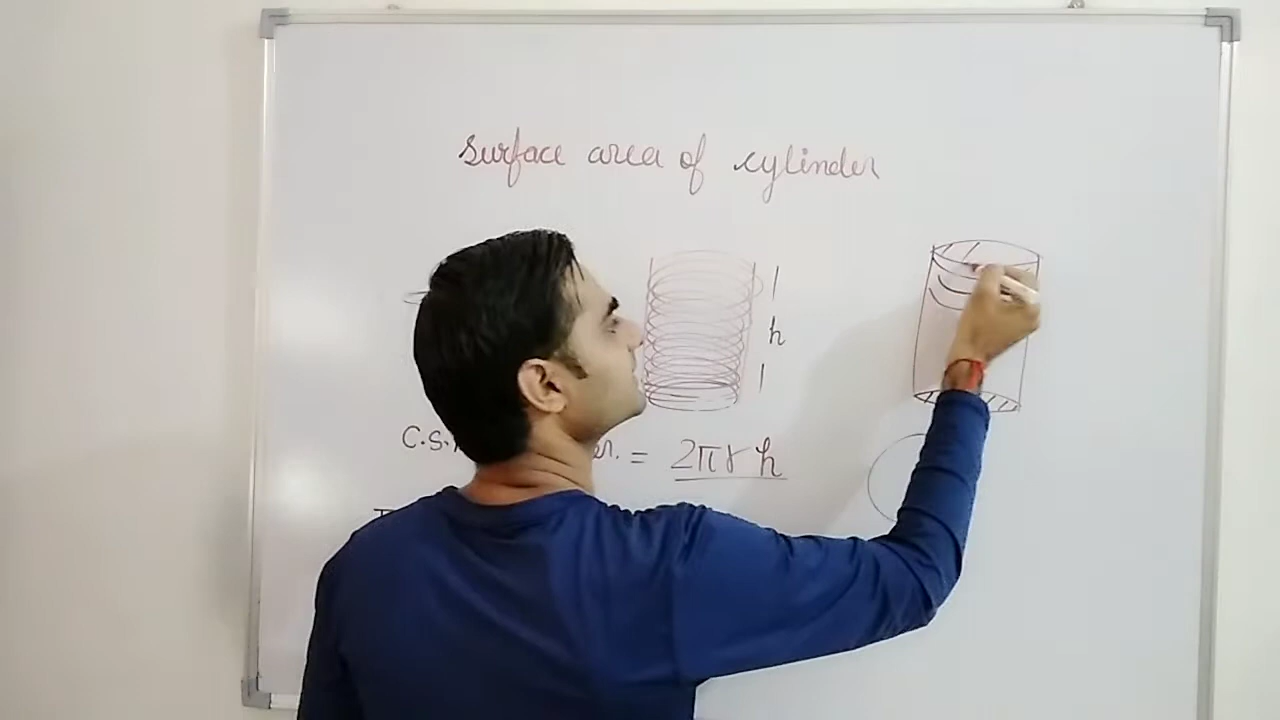 surface area of cylinder
h
C.S. = 2πr h